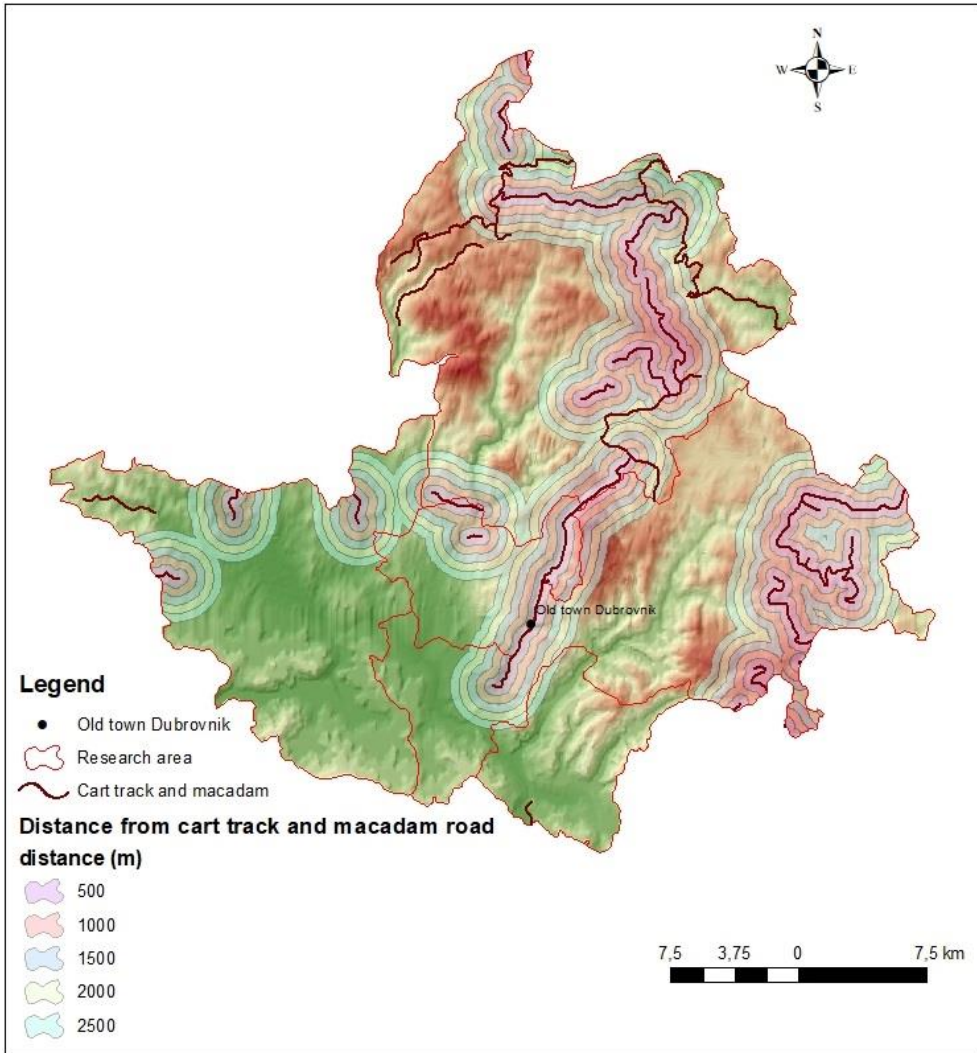 N
W E
S
Old town Dubrovnik
Legend
Old town Dubrovnik
Research area
Cart track and macadam
Distance from cart track and macadam road
distance (m)
500
1000
1500
2000
2500
7,5 3,75 0 7,5 km